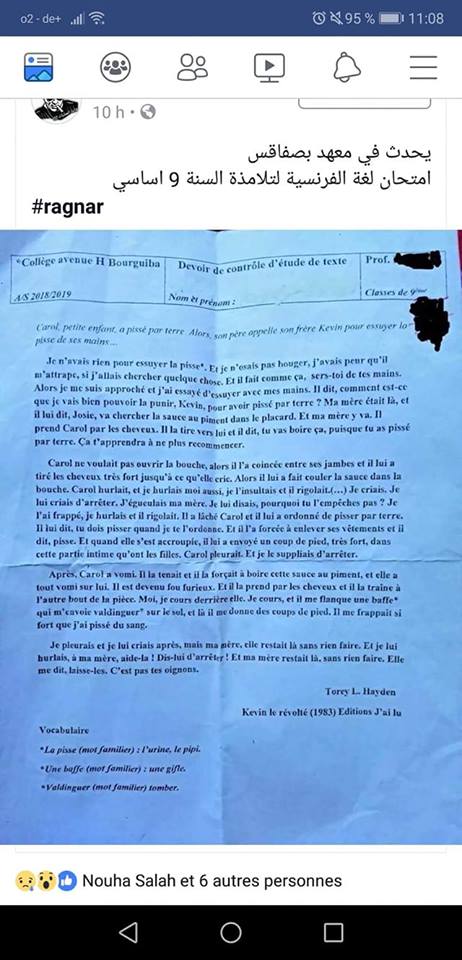 o2 - de+ 95 % 11:08
10 h
يحدث في معهد بصفاقس
امتحان لغة الفرنسية لتلامذة السنة 9 اساسي
#ragnar
*Collège avenue H Bourguiba
Devoir de contrôle d'étude de texte
Prof.
A/S 2018/2019
Nom et prénom :
Classes de 9ème
Carol, petite enfant, a pissé par terre Alors, son père appelle son frère Kevin pour essuyer la
pisse de ses mains...
Je n'avais rien pour essuyer la pisse*. Et je n'osais pas bouger, j'avais peur qu'il
m'attrape, si j'allais chercher quelque chose. Et il fait comme ça, sers-toi de tes mains.
Alors je me suis approché et j'ai essayé d'essuyer avec mes mains. Il dit, comment est-ce
que je vais bien pouvoir la punir, Kevin, pour avoir pissé par terre ? Ma mère était là, et
il lui dit, Josie, va chercher la sauce au piment dans le placard. Et ma mère y va. Il
prend Carol par les cheveux. Il la tire vers lui et il dit, tu vas boire ça, puisque tu as pissé
par terre. Ça t'apprendra à ne plus recommencer.
Carol ne voulait pas ouvrir la bouche, alors il l'a coincée entre ses jambes et il lui a
tiré les cheveux très fort jusqu'à ce qu'elle crie. Alors il lui a fait couler la sauce dans la
bouche. Carol hurlait, et je hurlais moi aussi, je l'insultais et il rigolait.(...) Je criais. Je
lui criais d'arrêter. J'égeulais ma mère. Je lui disais, pourquoi tu l'empêches pas ? Je
l'ai frappé, je hurlais et il rigolait. Il a lâché Carol et il lui a ordonné de pisser par terre.
Il lui dit, tu dois pisser quand je te l'ordonne. Et il l'a forcée à enlever ses vêtements et il
dit, pisse. Et quand elle s'est accroupie, il lui a envoyé un coup de pied, très fort, dans
cette partie intime qu'ont les filles. Carol pleurait. Et je le suppliais d'arrêter.
Après, Carol a vomi. Il la tenait et il la forçait à boire cette sauce au piment, et elle a
tout vomi sur lui. Il est devenu fou furieux. Et il la prend par les cheveux et il la traîne à
l'autre bout de la pièce. Moi, je cours derrière elle. Je cours, et il me flanque une baffe*
qui m'envoie valdinguer* sur le sol, et là il me donne des coups de pied. Il me frappait si
fort que j'ai pissé du sang.
Je pleurais et je lui criais après, mais ma mère, elle restait là sans rien faire. Et je lui
hurlais, à ma mère, aide-la ! Dis-lui d'arrêter ! Et ma mère restait là, sans rien faire. Elle
me dit, laisse-les. C'est pas tes oignons.
Torey L. Hayden
Kevin le révolté (1983) Editions J'ai lu
Vocabulaire
*La pisse (mot familier) : l'urine, le pipi.
*Une baffe (mot familier) : une gifle.
*Valdinguer (mot familier) tomber.
Nouha Salah et 6 autres personnes